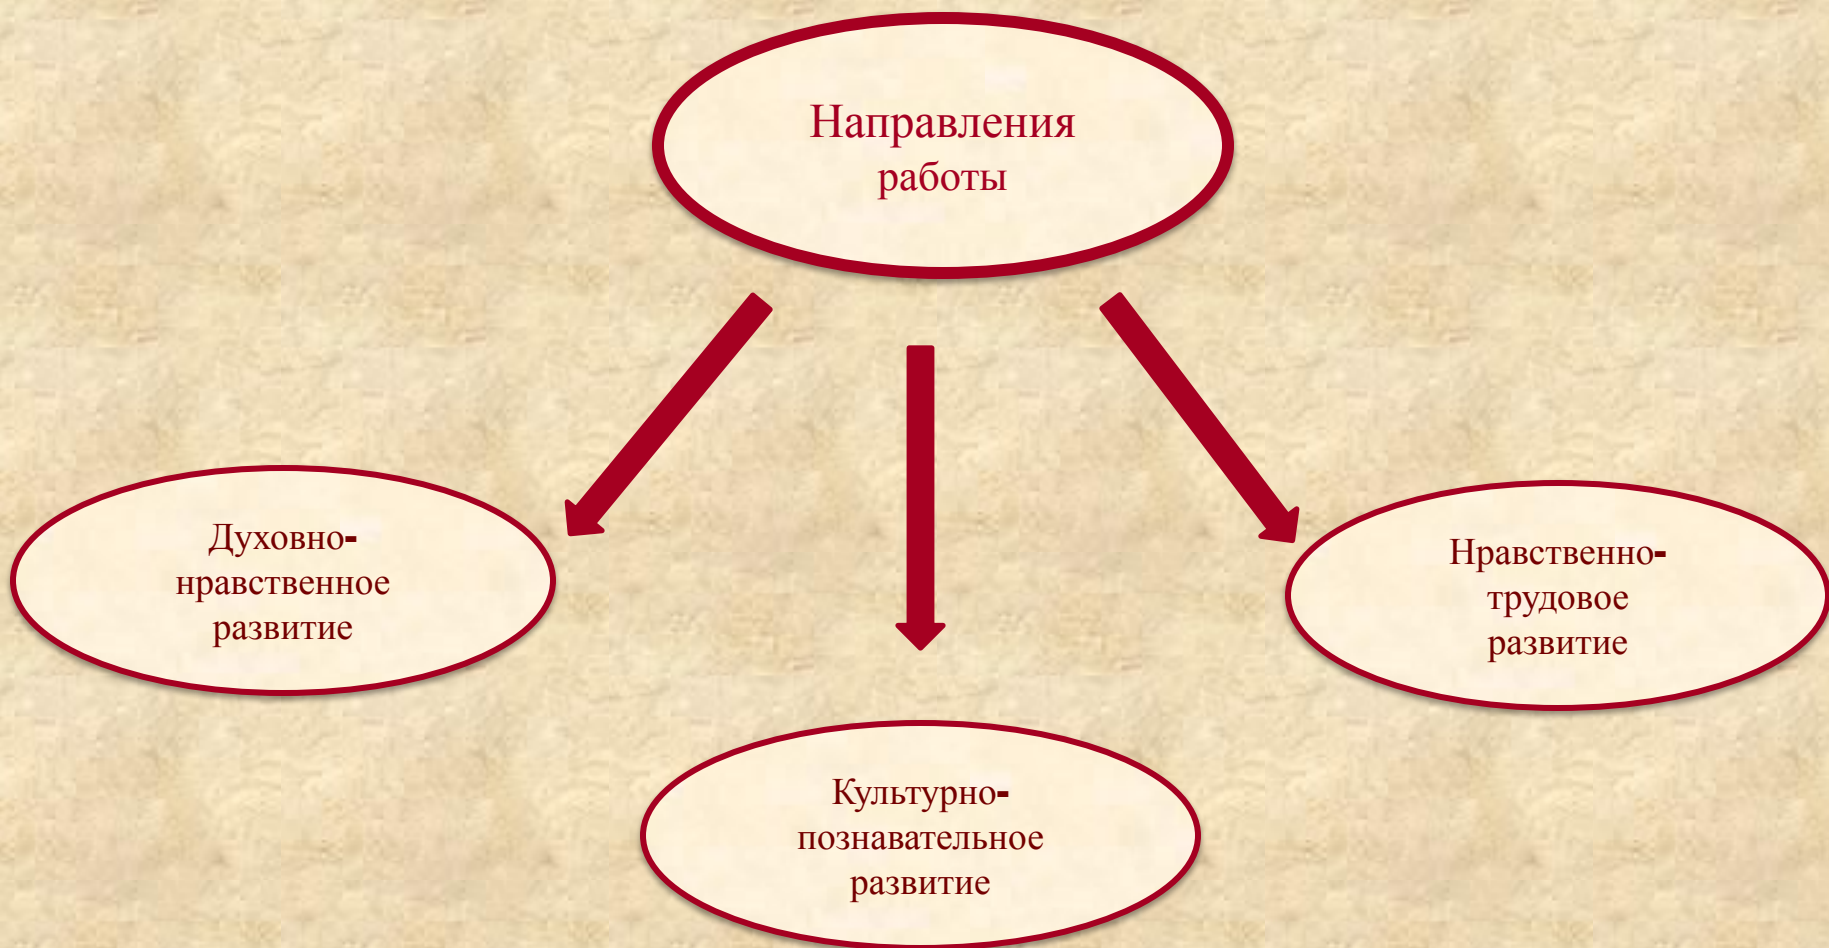 Направления
работы
Духовно-
нравственное
развитие
Нравственно-
трудовое
развитие
Культурно-
познавательное
развитие